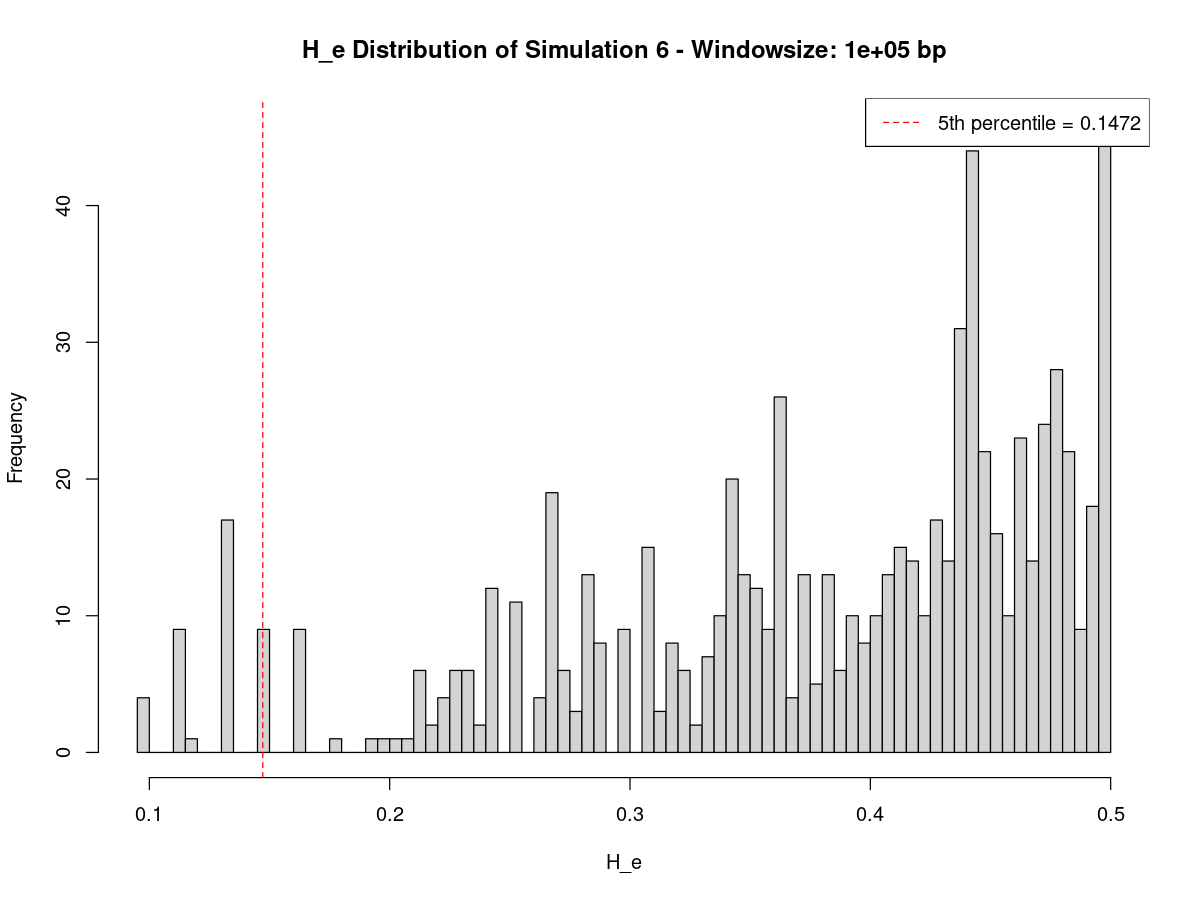 H_e Distribution of Simulation 6 - Windowsize: 1e+05 bp
5th percentile = 0.1472
40
30
20
10
0
Frequency
0.1 0.2 0.3 0.4 0.5
H_e